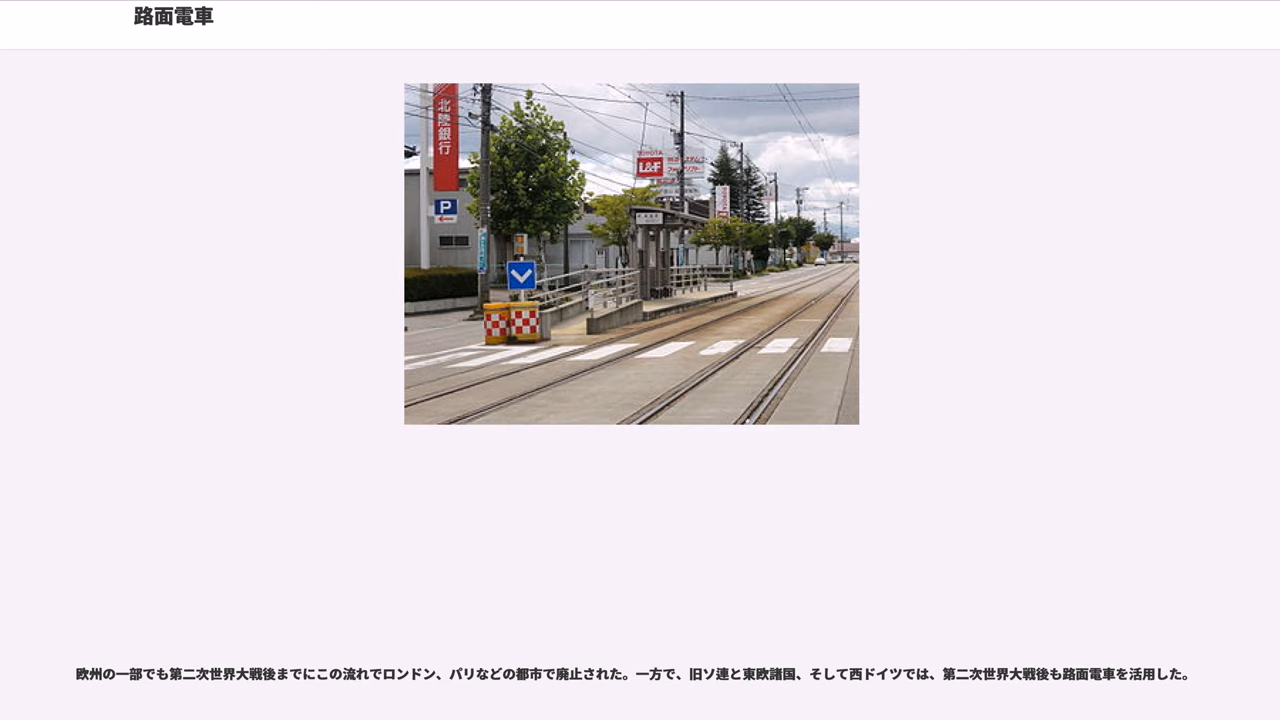 路面電車
北陸銀行
P
TOYOTA
L&F
欧州の一部でも第二次世界大戦後までにこの流れでロンドン、パリなどの都市で廃止された。一方で、旧ソ連と東欧諸国、そして西ドイツでは、第二次世界大戦後も路面電車を活用した。